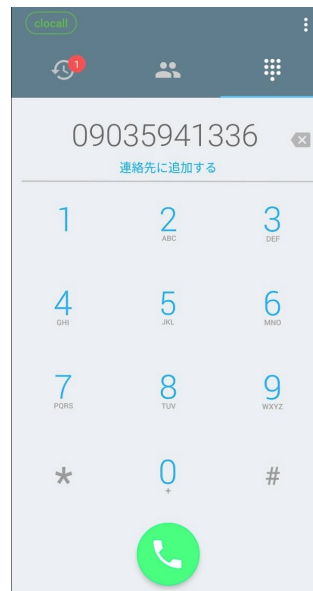 clocall
1
09035941336
連絡先に追加する
1 2 3
ABC DEF
4 5 6
GHI JKL MNO
7 8 9
PQRS TUV WXYZ
* 0 #
+